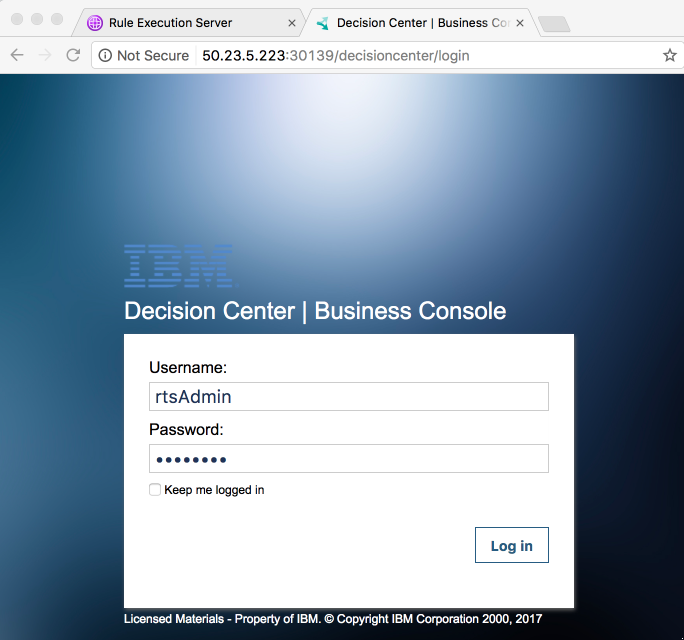 Rule Execution Server
Decision Center | Business Co
Not Secure 50.23.5.223:30139/decisioncenter/login
IBM
Decision Center | Business Console
Username:
rtsAdmin
Password:
••••••••
Keep me logged in
Log in
Licensed Materials - Property of IBM. © Copyright IBM Corporation 2000, 2017